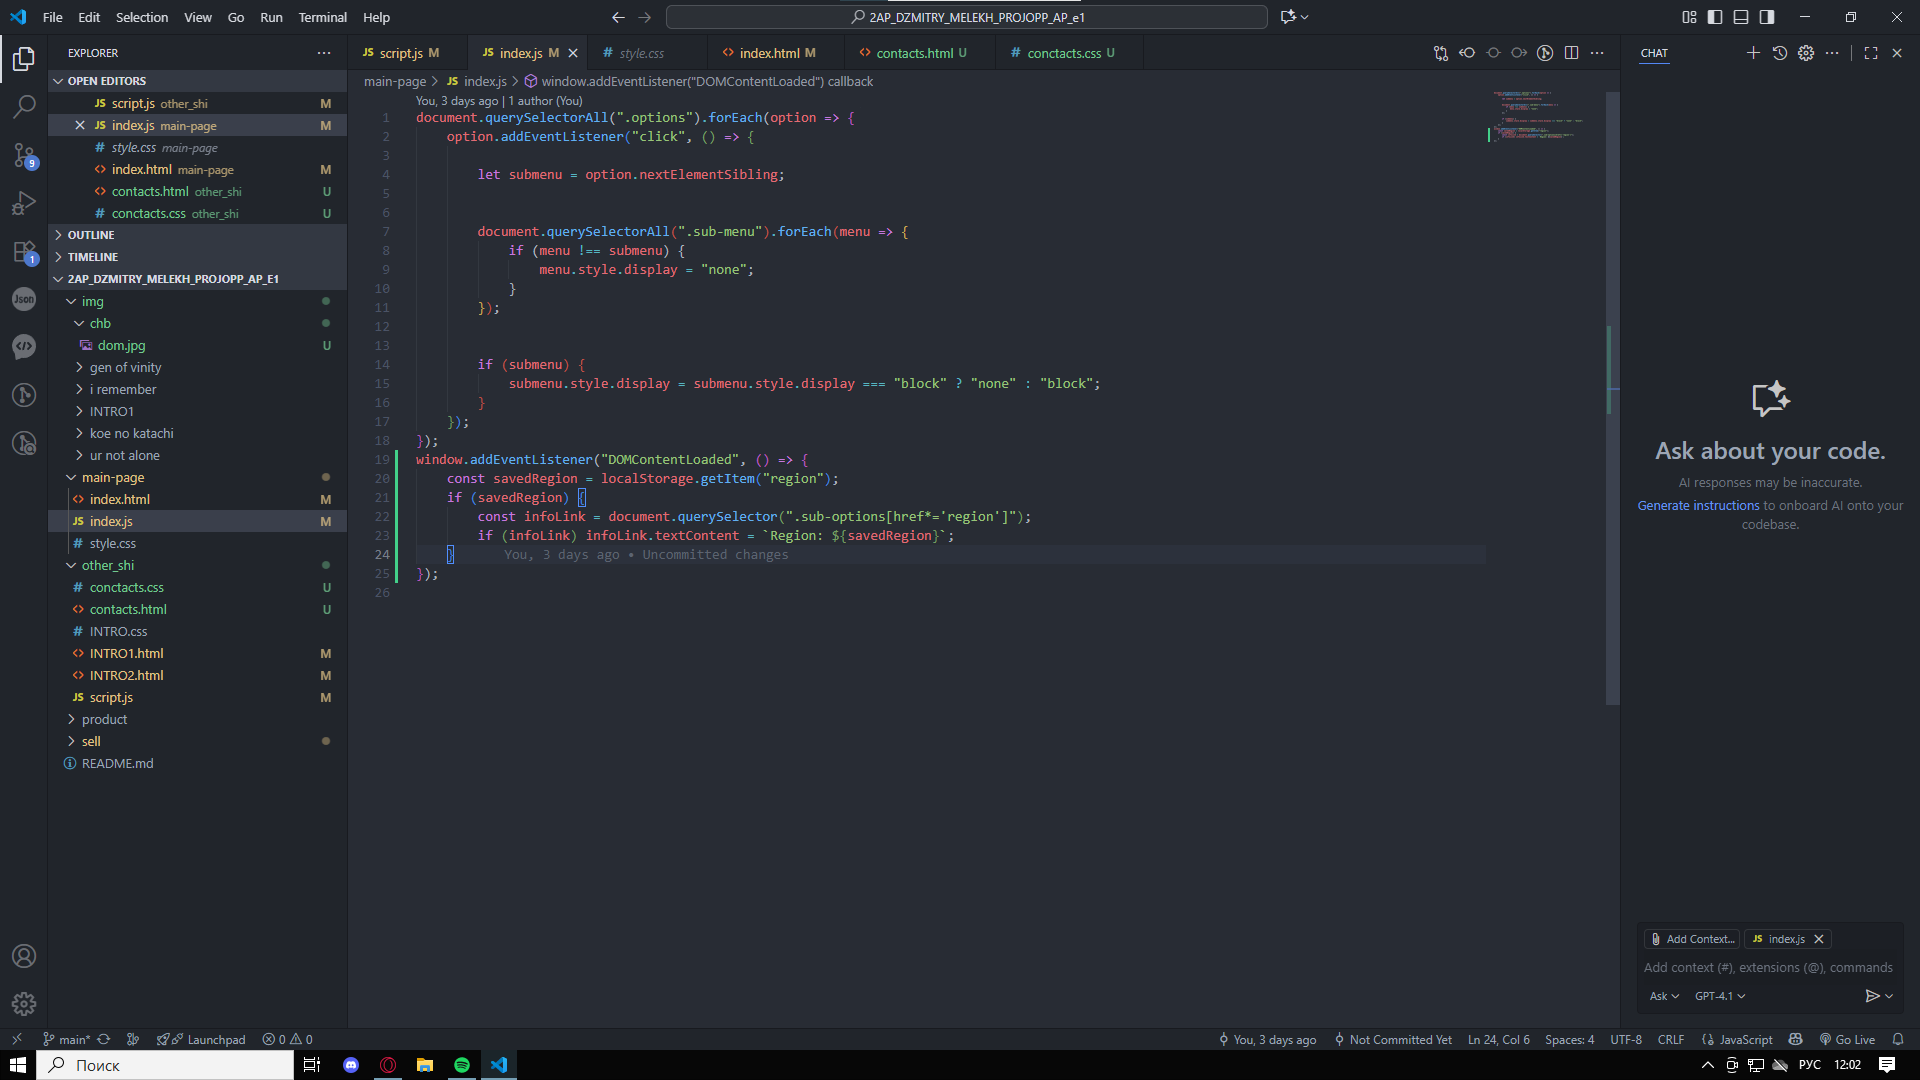 File Edit Selection View Go Run Terminal Help
2AP_DZMITRY_MELEKH_PROJOPP_AP_e1
EXPLORER
OPEN EDITORS
JS script.js other_shi M
JS index.js main-page M
# style.css main-page
<> index.html main-page M
<> contacts.html other_shi U
# conctacts.css other_shi U
OUTLINE
TIMELINE
2AP_DZMITRY_MELEKH_PROJOPP_AP_E1
img
chb
dom.jpg U
gen of vinity
i remember
INTRO1
koe no katachi
ur not alone
main-page
<> index.html M
JS index.js M
# style.css
other_shi
# conctacts.css U
<> contacts.html U
# INTRO.css
<> INTRO1.html M
<> INTRO2.html M
JS script.js M
product
sell
README.md
9
1
Json
JS script.js M
JS index.js M
# style.css
<> index.html M
<> contacts.html U
# conctacts.css U
main-page > JS index.js > window.addEventListener("DOMContentLoaded") callback
You, 3 days ago | 1 author (You)
1 document.querySelectorAll(".options").forEach(option => {
2 option.addEventListener("click", () => {
3
4 let submenu = option.nextElementSibling;
5
6
7 document.querySelectorAll(".sub-menu").forEach(menu => {
8 if (menu !== submenu) {
9 menu.style.display = "none";
10 }
11 });
12
13
14 if (submenu) {
15 submenu.style.display = submenu.style.display === "block" ? "none" : "block";
16 }
17 });
18 });
19 window.addEventListener("DOMContentLoaded", () => {
20 const savedRegion = localStorage.getItem("region");
21 if (savedRegion) {
22 const infoLink = document.querySelector(".sub-options[href*='region']");
23 if (infoLink) infoLink.textContent = `Region: ${savedRegion}`;
24 } You, 3 days ago • Uncommitted changes
25 });
26
CHAT
Ask about your code.
AI responses may be inaccurate.
Generate instructions to onboard AI onto your
codebase.
Add Context... JS index.js
Add context (#), extensions (@), commands
Ask GPT-4.1
main* Launchpad 0 0
You, 3 days ago Not Committed Yet Ln 24, Col 6 Spaces: 4 UTF-8 CRLF {} JavaScript Go Live
Поиск
РУС 12:02